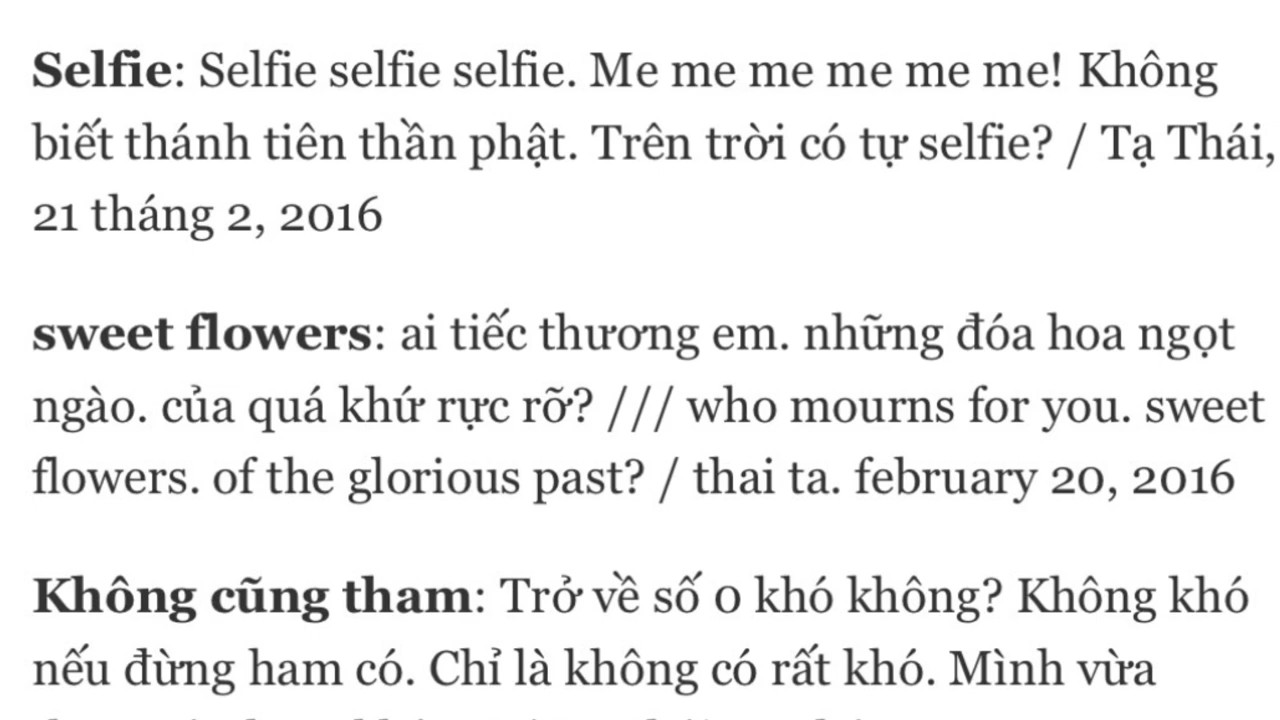 Selfie: Selfie selfie selfie. Me me me me me me! Không
biết thánh tiên thần phật. Trên trời có tự selfie? / Tạ Thái,
21 tháng 2, 2016
sweet flowers: ai tiếc thương em. những đóa hoa ngọt
ngào. của quá khứ rực rỡ? /// who mourns for you. sweet
flowers. of the glorious past? / thai ta. february 20, 2016
Không cũng tham: Trở về số 0 khó không? Không khó
nếu đừng ham có. Chỉ là không có rất khó. Mình vừa